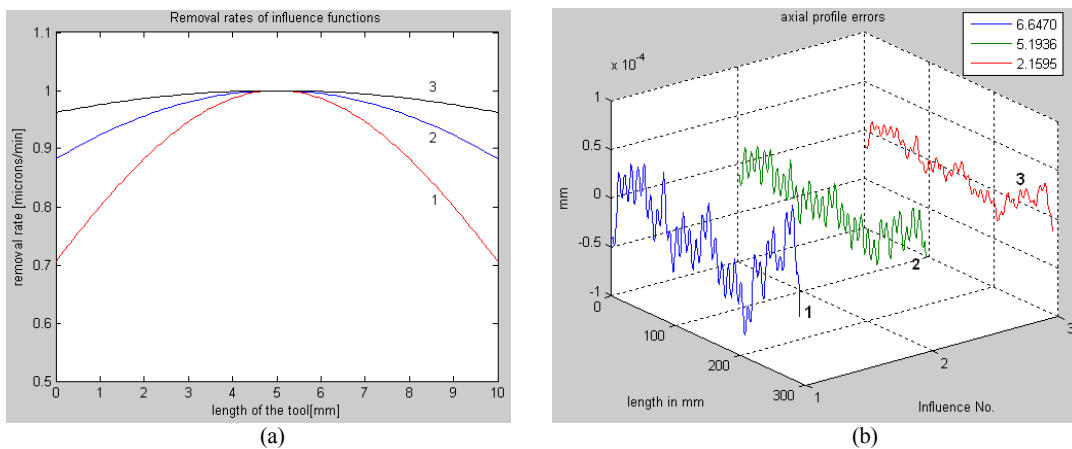 Removal rates of influence functions
1.1
1
0.9
0.8
0.7
0.6
0.5
removal rate [microns/min]
3
2
1
0 1 2 3 4 5 6 7 8 9 10
length of the tool[mm]
(a)
axial profile errors
6.6470
5.1936
2.1595
x 10-4
1
0.5
0
-0.5
-1
mm
1
2
3
0
100
200
300
length in mm
1
2
3
Influence No.
(b)